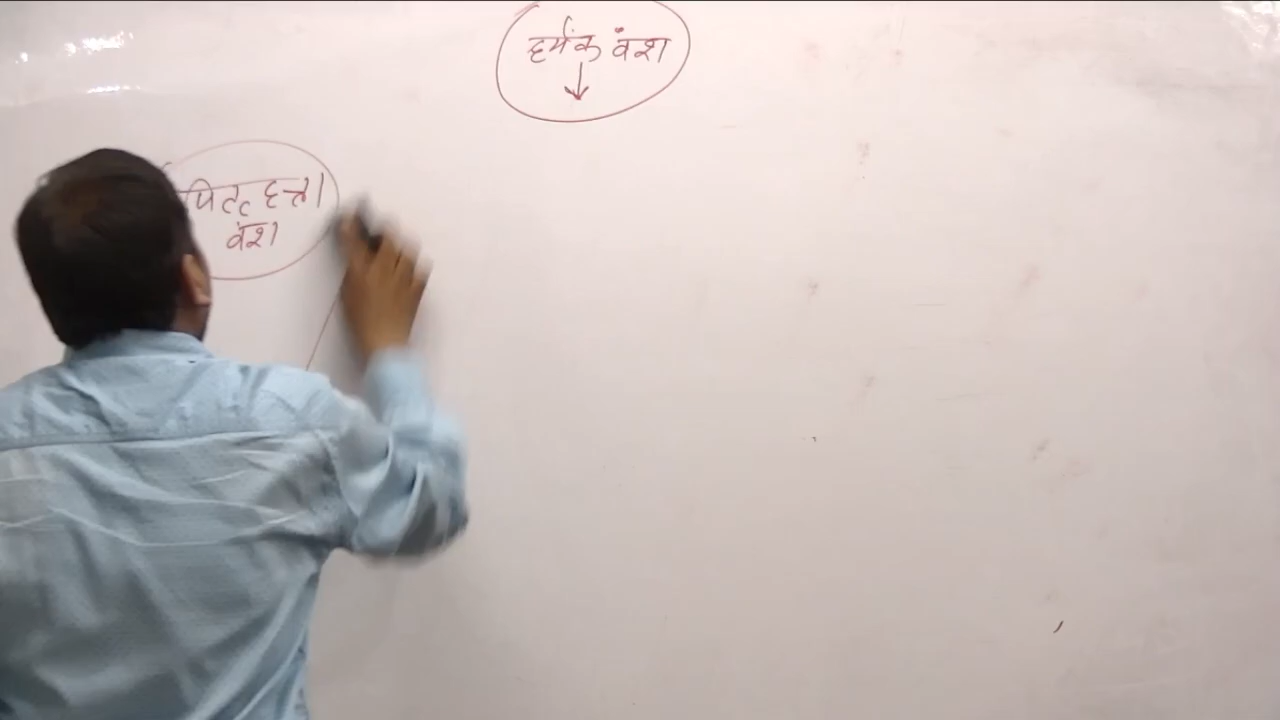 हर्यक वंश
पितृ हन्ता
वंश